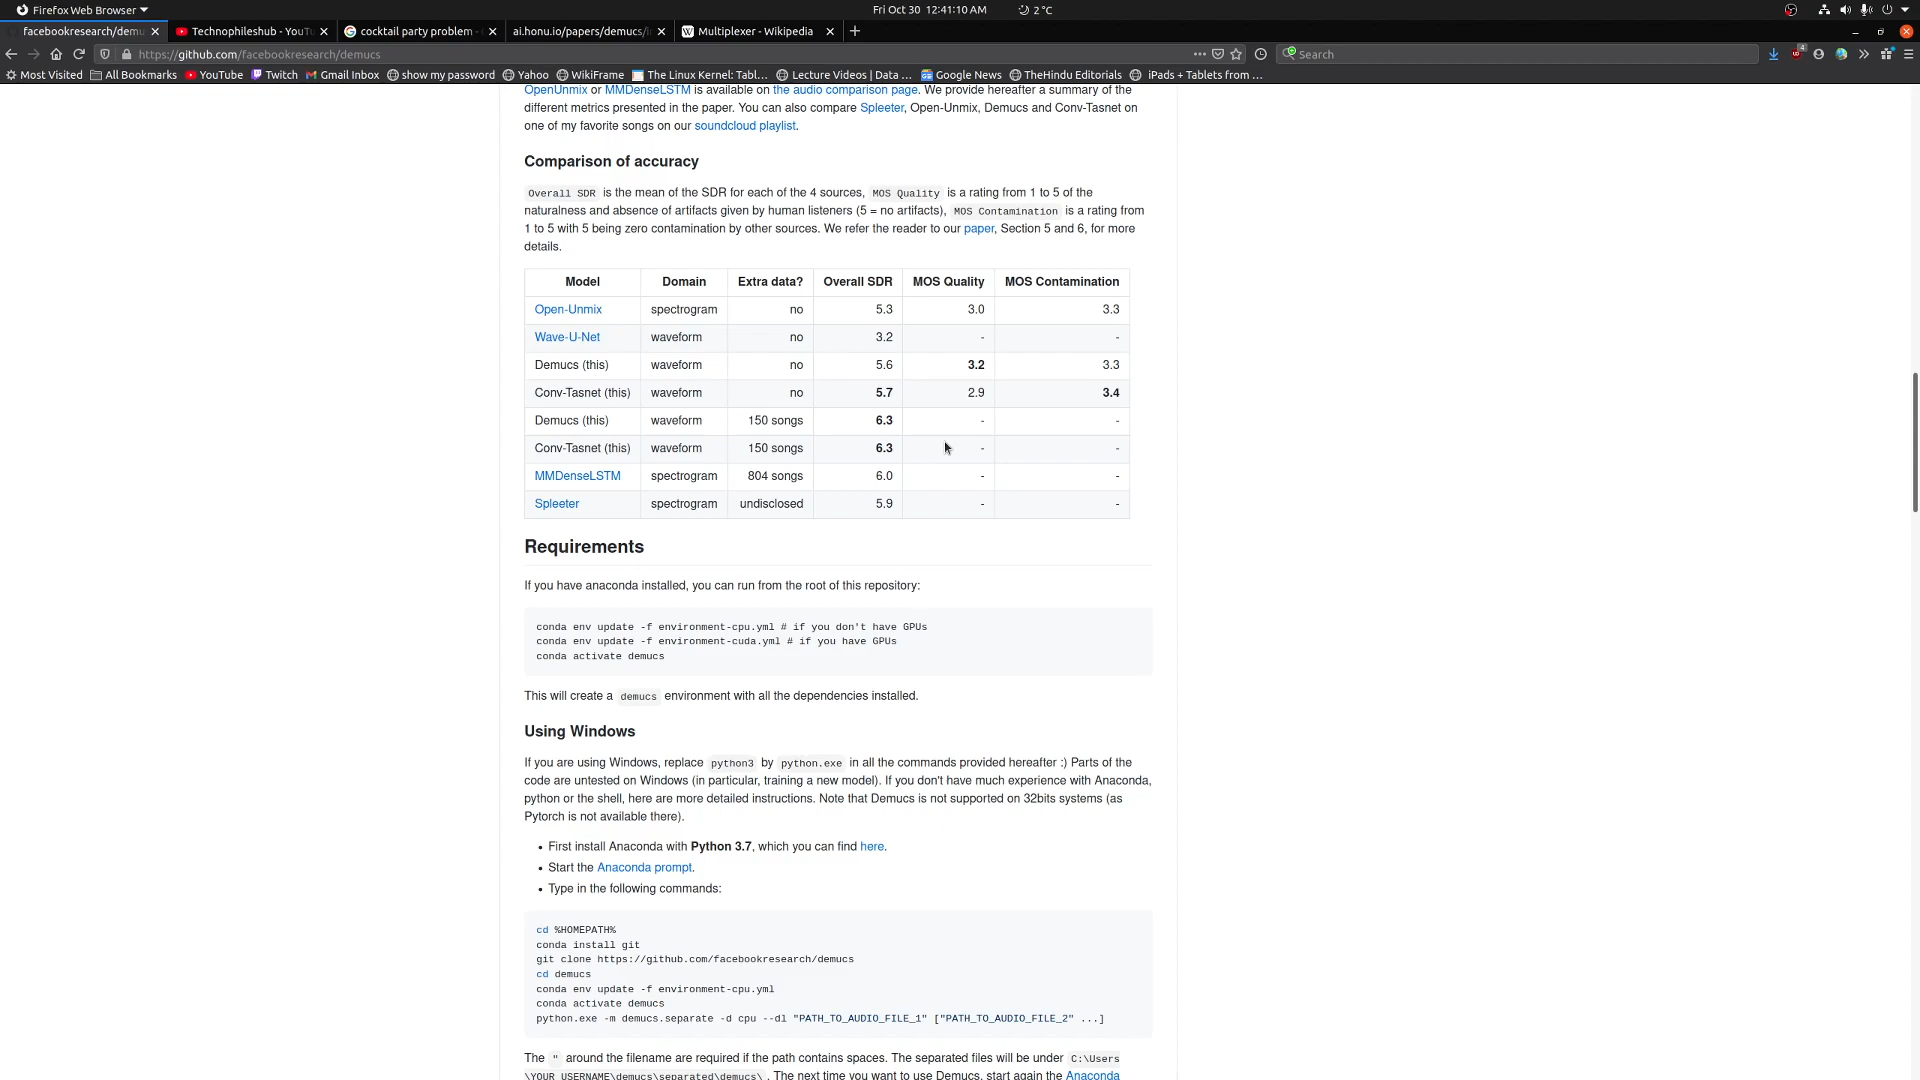 Firefox Web Browser
Fri Oct 30 12:41:10 AM
2 °C
facebookresearch/demu
Technophileshub - YouT
cocktail party problem -
ai.honu.io/papers/demucs/
Multiplexer - Wikipedia
https://github.com/facebookresearch/demucs
Search
Most Visited
All Bookmarks
YouTube
Twitch
Gmail Inbox
show my password
Yahoo
WikiFrame
The Linux Kernel: Tabl...
Lecture Videos | Data ...
Google News
TheHindu Editorials
iPads + Tablets from ...
OpenUnmix or MMDenseLSTM is available on the audio comparison page. We provide hereafter a summary of the
different metrics presented in the paper. You can also compare Spleeter, Open-Unmix, Demucs and Conv-Tasnet on
one of my favorite songs on our soundcloud playlist.
Comparison of accuracy
Overall SDR is the mean of the SDR for each of the 4 sources, MOS Quality is a rating from 1 to 5 of the
naturalness and absence of artifacts given by human listeners (5 = no artifacts), MOS Contamination is a rating from
1 to 5 with 5 being zero contamination by other sources. We refer the reader to our paper, Section 5 and 6, for more
details.
Model Domain Extra data? Overall SDR MOS Quality MOS Contamination
Open-Unmix spectrogram no 5.3 3.0 3.3
Wave-U-Net waveform no 3.2 - -
Demucs (this) waveform no 5.6 3.2 3.3
Conv-Tasnet (this) waveform no 5.7 2.9 3.4
Demucs (this) waveform 150 songs 6.3 - -
Conv-Tasnet (this) waveform 150 songs 6.3 - -
MMDenseLSTM spectrogram 804 songs 6.0 - -
Spleeter spectrogram undisclosed 5.9 - -
Requirements
If you have anaconda installed, you can run from the root of this repository:
conda env update -f environment-cpu.yml # if you don't have GPUs
conda env update -f environment-cuda.yml # if you have GPUs
conda activate demucs
This will create a demucs environment with all the dependencies installed.
Using Windows
If you are using Windows, replace python3 by python.exe in all the commands provided hereafter :) Parts of the
code are untested on Windows (in particular, training a new model). If you don't have much experience with Anaconda,
python or the shell, here are more detailed instructions. Note that Demucs is not supported on 32bits systems (as
Pytorch is not available there).
• First install Anaconda with Python 3.7, which you can find here.
• Start the Anaconda prompt.
• Type in the following commands:
cd %HOMEPATH%
conda install git
git clone https://github.com/facebookresearch/demucs
cd demucs
conda env update -f environment-cpu.yml
conda activate demucs
python.exe -m demucs.separate -d cpu --dl "PATH_TO_AUDIO_FILE_1" ["PATH_TO_AUDIO_FILE_2" ...]
The " around the filename are required if the path contains spaces. The separated files will be under C:\Users
\YOUR USERNAME\demucs\separated\demucs\. The next time you want to use Demucs, start again the Anaconda